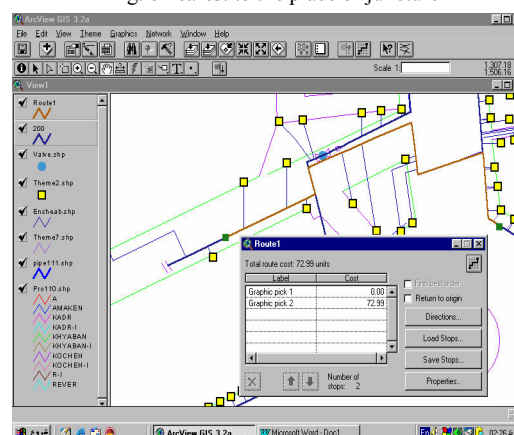 ArcView GIS 3.2a
File Edit View Theme Graphics Network Window Help
Scale 1: 1,307.18
1,506.16
View1
Route1
200
Valve.shp
Theme2.shp
Ensheab.shp
Theme7.shp
pipe111.shp
Pro110.shp
A
AMAKEN
KADR
KADR-I
KHYABAN
KHYABAN-I
KOCHEH
KOCHEH-I
R-I
REVER
Route1
Total route cost: 72.99 units
Label Cost
Graphic pick 1 0.00
Graphic pick 2 72.99
Find best order
Return to origin
Directions...
Load Stops...
Save Stops...
Properties...
Number of
stops: 2
ArcView GIS 3.2a Microsoft Word - Doc1 En 02:26